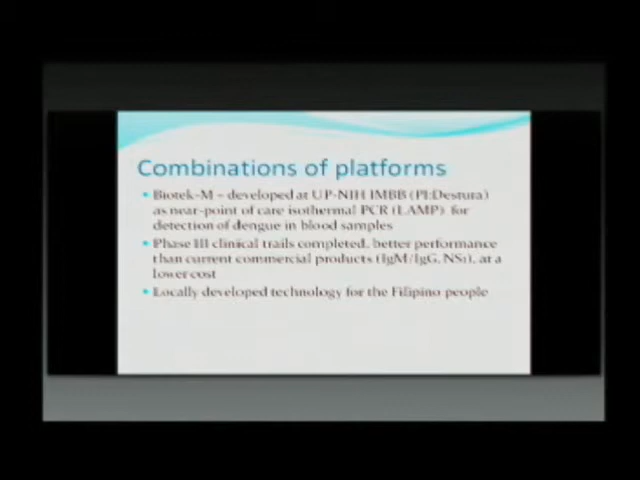 Combinations of platforms
Biotek-M – developed at UP-NIH IMBB (PI:Destura)
as near-point of care isothermal PCR (LAMP) for
detection of dengue in blood samples
Phase III clinical trails completed, better performance
than current commercial products (IgM/IgG, NS1), at a
lower cost
Locally developed technology for the Filipino people